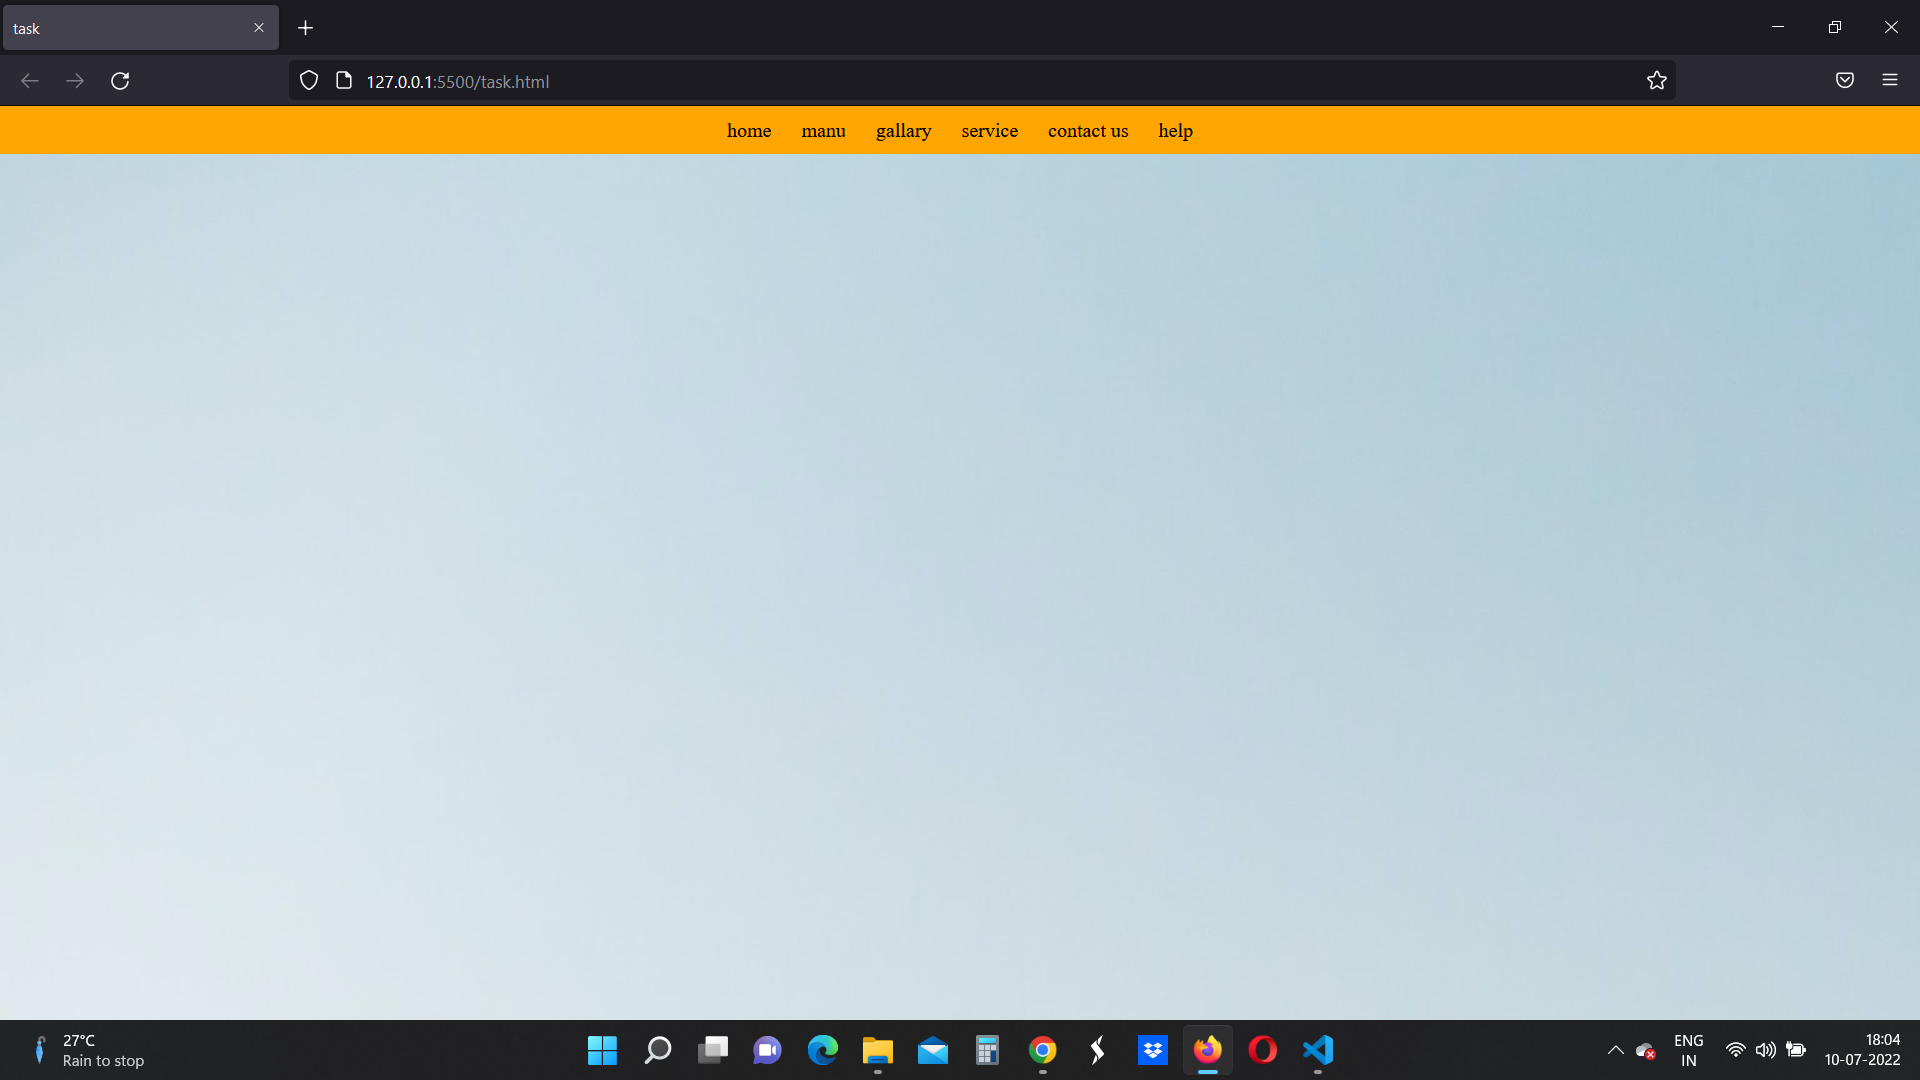 task
127.0.0.1:5500/task.html
home manu gallary service contact us help
27°C
Rain to stop
ENG
IN
18:04
10-07-2022